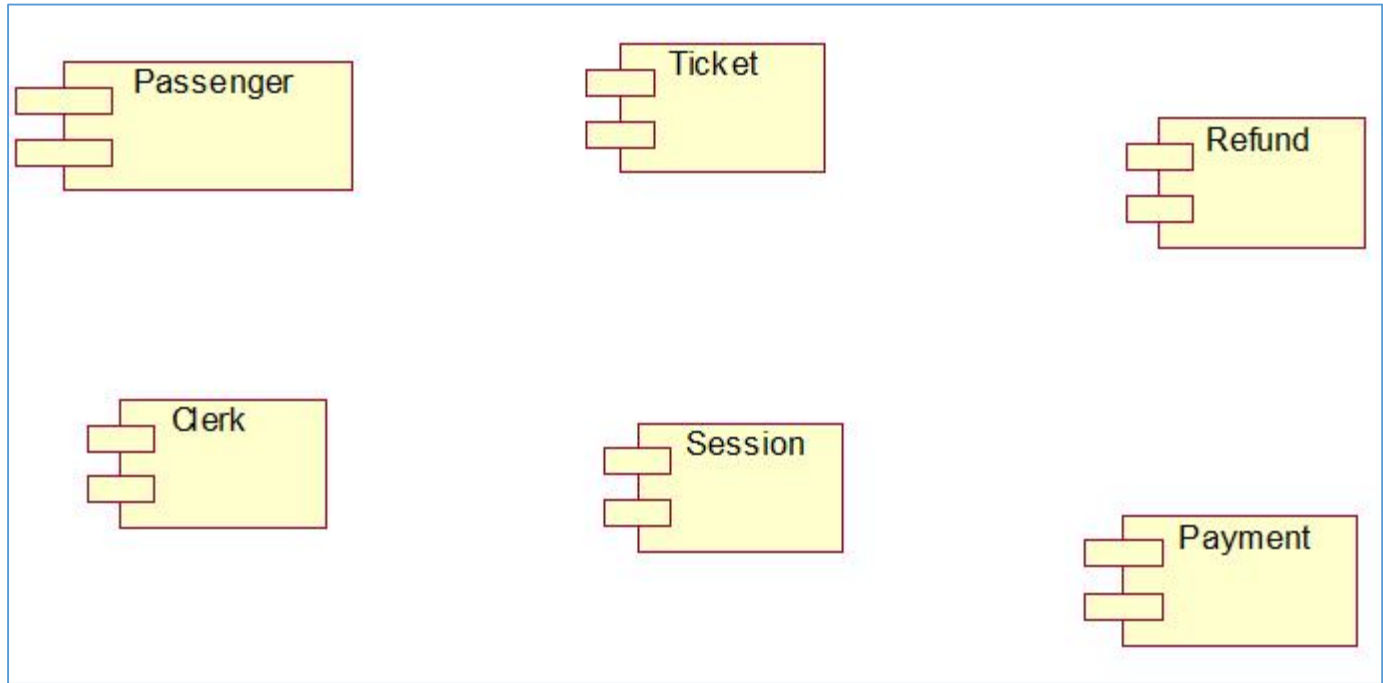 Passenger
Ticket
Refund
Clerk
Session
Payment